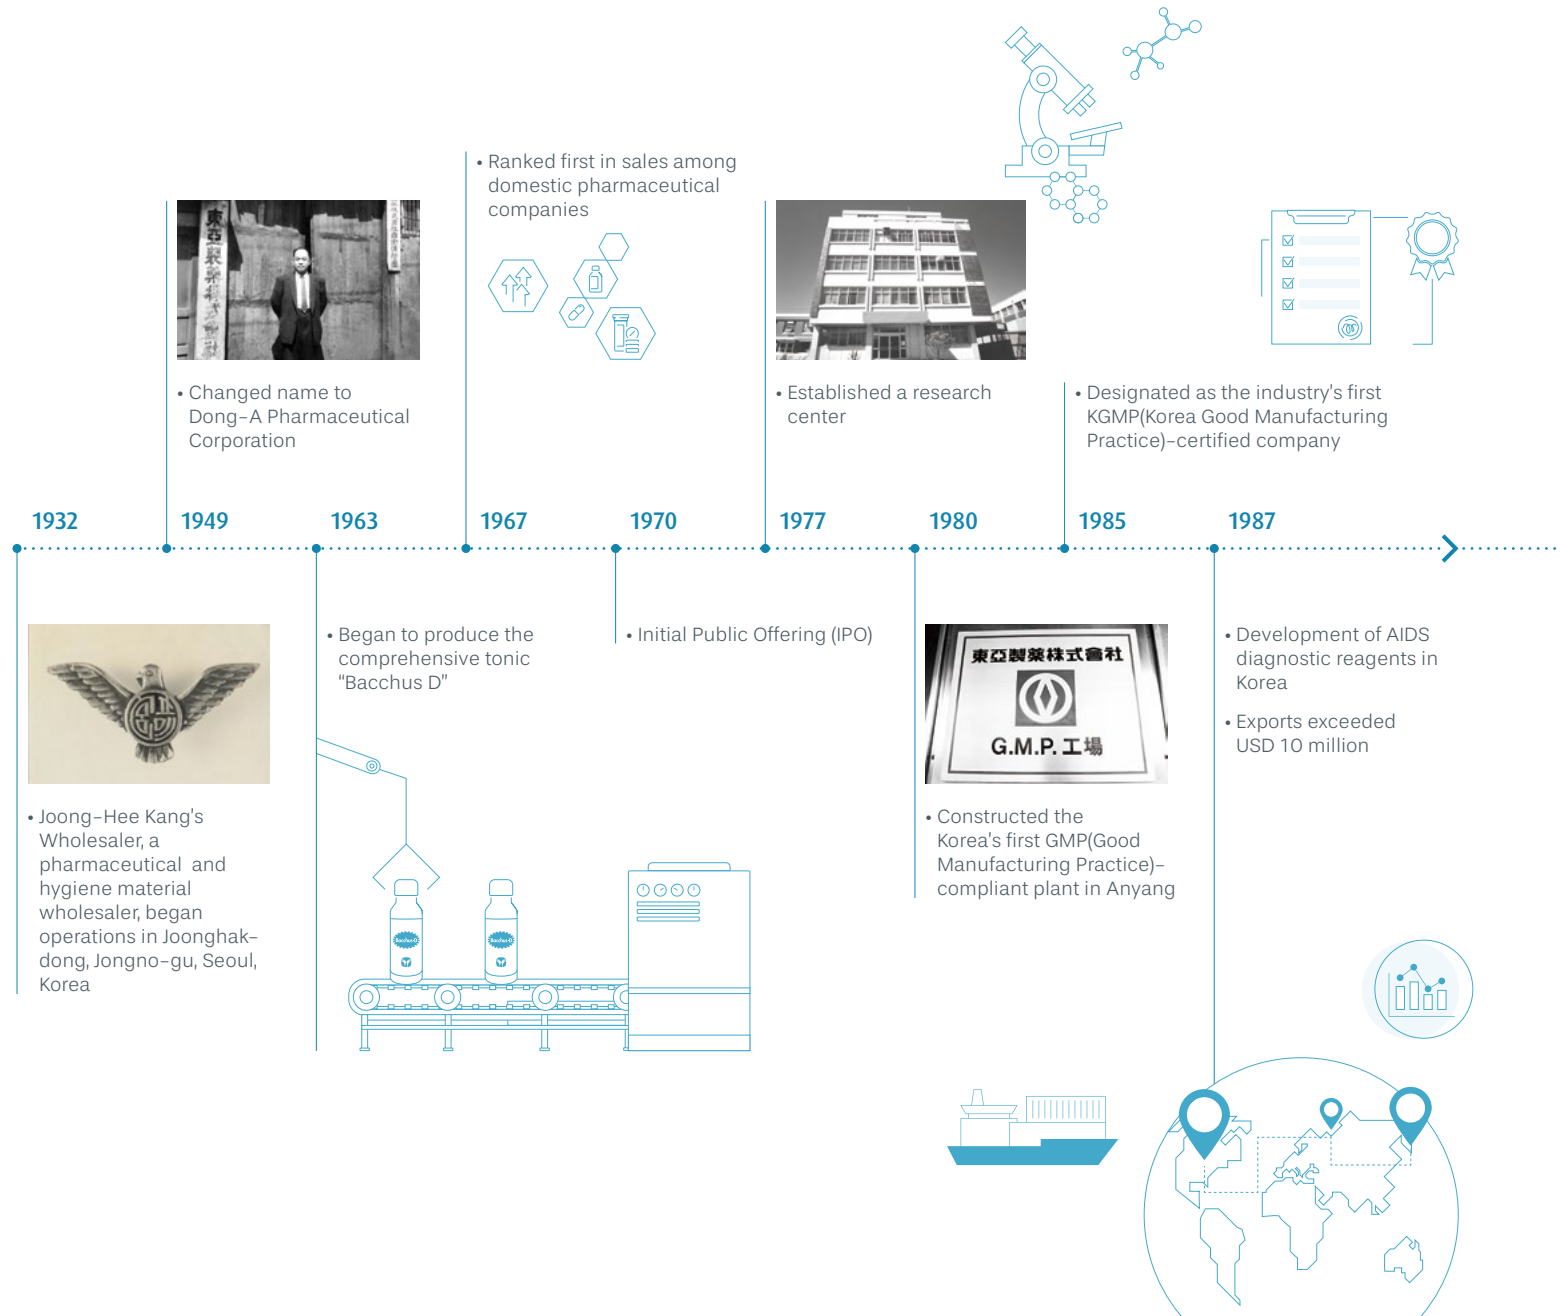 • Ranked first in sales among
domestic pharmaceutical
companies
• Changed name to
Dong-A Pharmaceutical
Corporation
• Established a research
center
• Designated as the industry's first
KGMP(Korea Good Manufacturing
Practice)-certified company
1932
1949
1963
1967
1970
1977
1980
1985
1987
• Joong-Hee Kang's
Wholesaler, a
pharmaceutical and
hygiene material
wholesaler, began
operations in Joonghak-
dong, Jongno-gu, Seoul,
Korea
• Began to produce the
comprehensive tonic
“Bacchus D”
Bacchus-D
Bacchus-D
• Initial Public Offering (IPO)
東亞製薬株式會社
G.M.P. 工場
• Constructed the
Korea's first GMP(Good
Manufacturing Practice)-
compliant plant in Anyang
• Development of AIDS
diagnostic reagents in
Korea
• Exports exceeded
USD 10 million